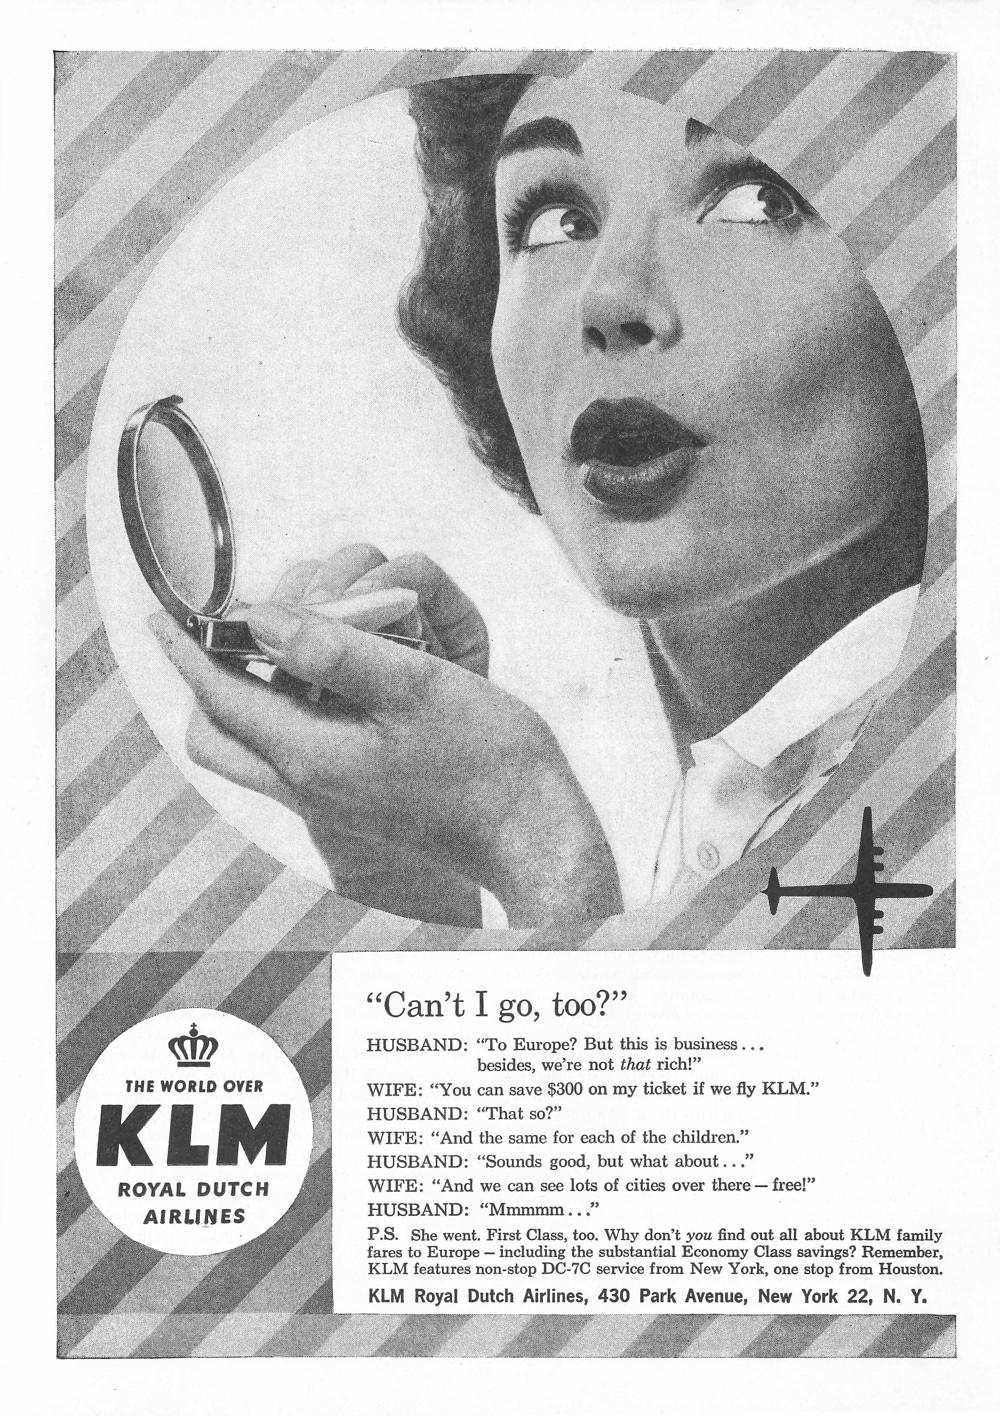 "Can't I go, too?"
HUSBAND: "To Europe? But this is business...
besides, we're not that rich!"
WIFE: "You can save $300 on my ticket if we fly KLM."
HUSBAND: "That so?"
WIFE: "And the same for each of the children."
HUSBAND: "Sounds good, but what about..."
WIFE: "And we can see lots of cities over there — free!"
HUSBAND: "Mmmmm..."
P.S. She went. First Class, too. Why don't you find out all about KLM family
fares to Europe — including the substantial Economy Class savings? Remember,
KLM features non-stop DC-7C service from New York, one stop from Houston.
KLM Royal Dutch Airlines, 430 Park Avenue, New York 22, N. Y.
THE WORLD OVER
KLM
ROYAL DUTCH
AIRLINES